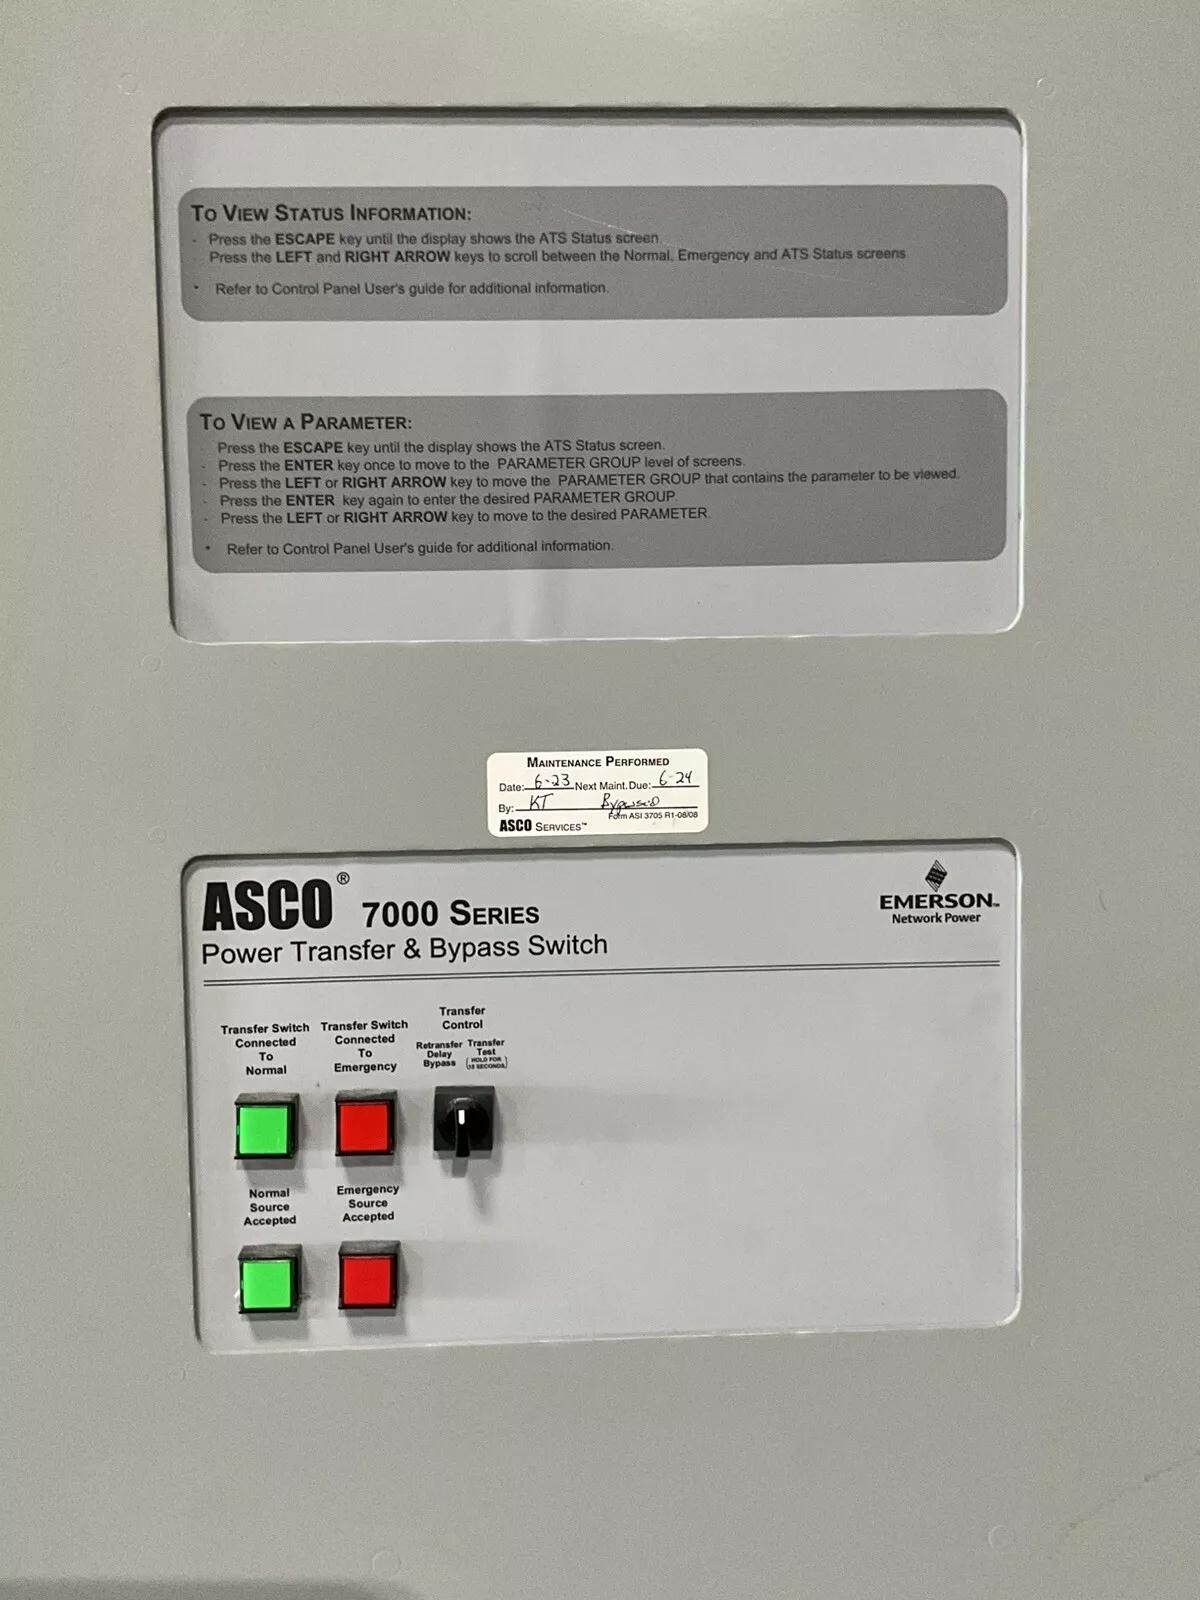 TO VIEW STATUS INFORMATION:
- Press the ESCAPE key until the display shows the ATS Status screen
Press the LEFT and RIGHT ARROW keys to scroll between the Normal, Emergency and ATS Status screens
• Refer to Control Panel User's guide for additional information.
TO VIEW A PARAMETER:
Press the ESCAPE key until the display shows the ATS Status screen.
- Press the ENTER key once to move to the PARAMETER GROUP level of screens.
- Press the LEFT or RIGHT ARROW key to move the PARAMETER GROUP that contains the parameter to be viewed.
- Press the ENTER key again to enter the desired PARAMETER GROUP.
- Press the LEFT or RIGHT ARROW key to move to the desired PARAMETER.
• Refer to Control Panel User's guide for additional information.
MAINTENANCE PERFORMED
Date: 6-23 Next Maint. Due: 6-24
By: KT
Form ASI 3705 R1-08/08
ASCO SERVICES™
ASCO® 7000 SERIES
Power Transfer & Bypass Switch
EMERSON™
Network Power
Transfer Switch
Connected
To
Normal
Transfer Switch
Connected
To
Emergency
Transfer
Control
Retransfer
Delay
Bypass
Transfer
Test
(HOLD FOR
15 SECONDS)
Normal
Source
Accepted
Emergency
Source
Accepted